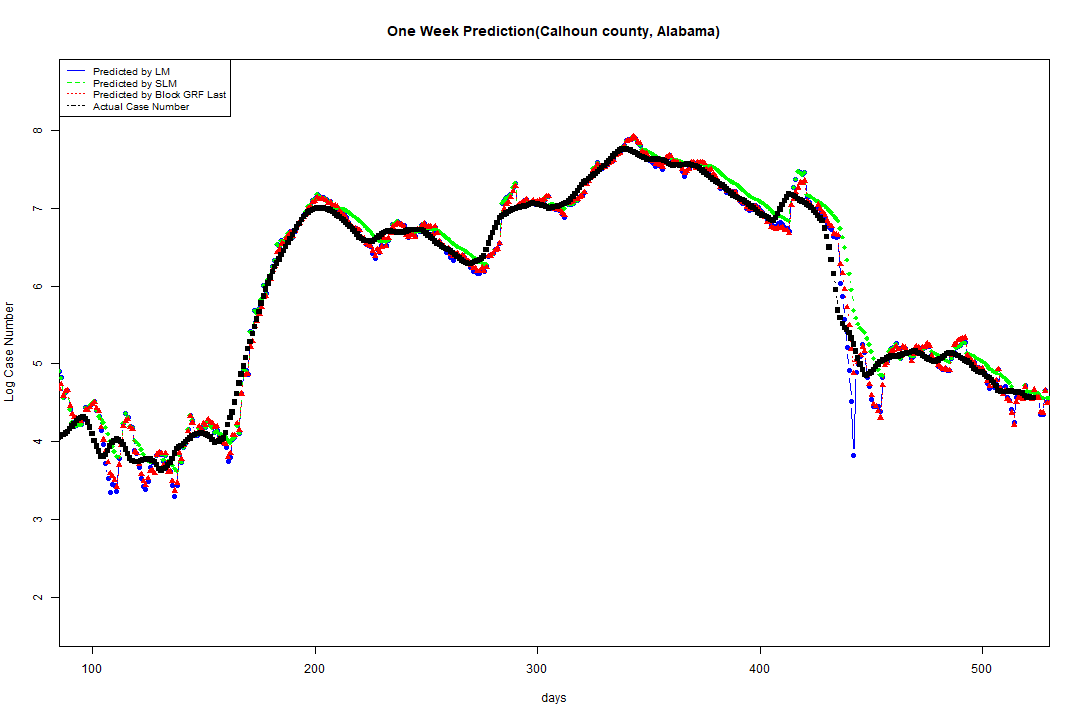 One Week Prediction(Calhoun county, Alabama)
Predicted by LM
Predicted by SLM
Predicted by Block GRF Last
Actual Case Number
8
7
6
5
4
3
2
Log Case Number
100 200 300 400 500
days